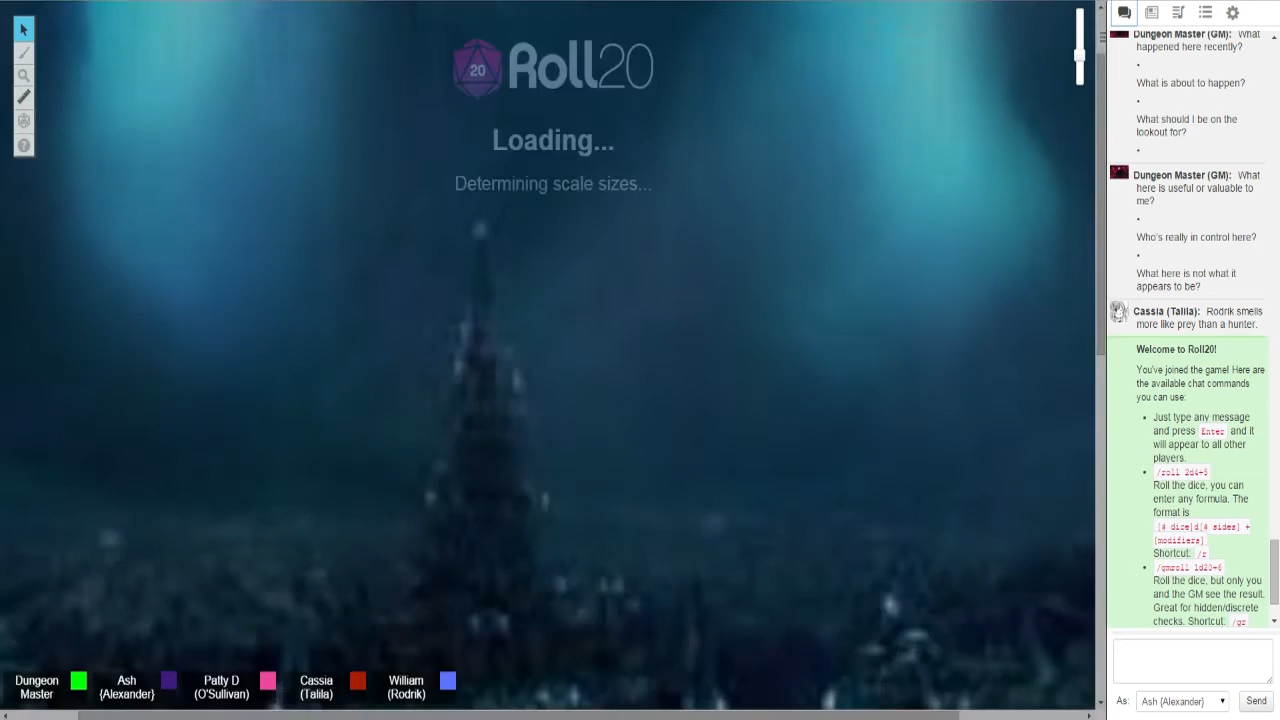 20
Roll20
Loading...
Determining scale sizes...
Dungeon Master (GM): What
happened here recently?
•
What is about to happen?
•
What should I be on the
lookout for?
•
Dungeon Master (GM): What
here is useful or valuable to
me?
•
Who's really in control here?
•
What here is not what it
appears to be?
Cassia (Talila): Rodrik smells
more like prey than a hunter.
Welcome to Roll20!
You've joined the game! Here are
the available chat commands
you can use:
• Just type any message
and press Enter and it
will appear to all other
players.
• /roll 2d4+5
Roll the dice, you can
enter any formula. The
format is
[# dice]d[# sides] +
[modifiers]
Shortcut: /r
• /gmroll 1d20+6
Roll the dice, but only you
and the GM see the result.
Great for hidden/discrete
checks. Shortcut: /gr
As: Ash {Alexander} Send
Dungeon
Master
Ash
{Alexander}
Patty D
(O'Sullivan)
Cassia
(Talila)
William
(Rodrik)